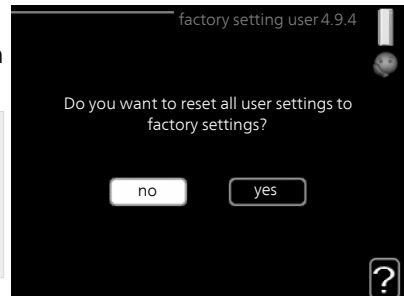 factory setting user 4.9.4
Do you want to reset all user settings to
factory settings?
no
yes
?